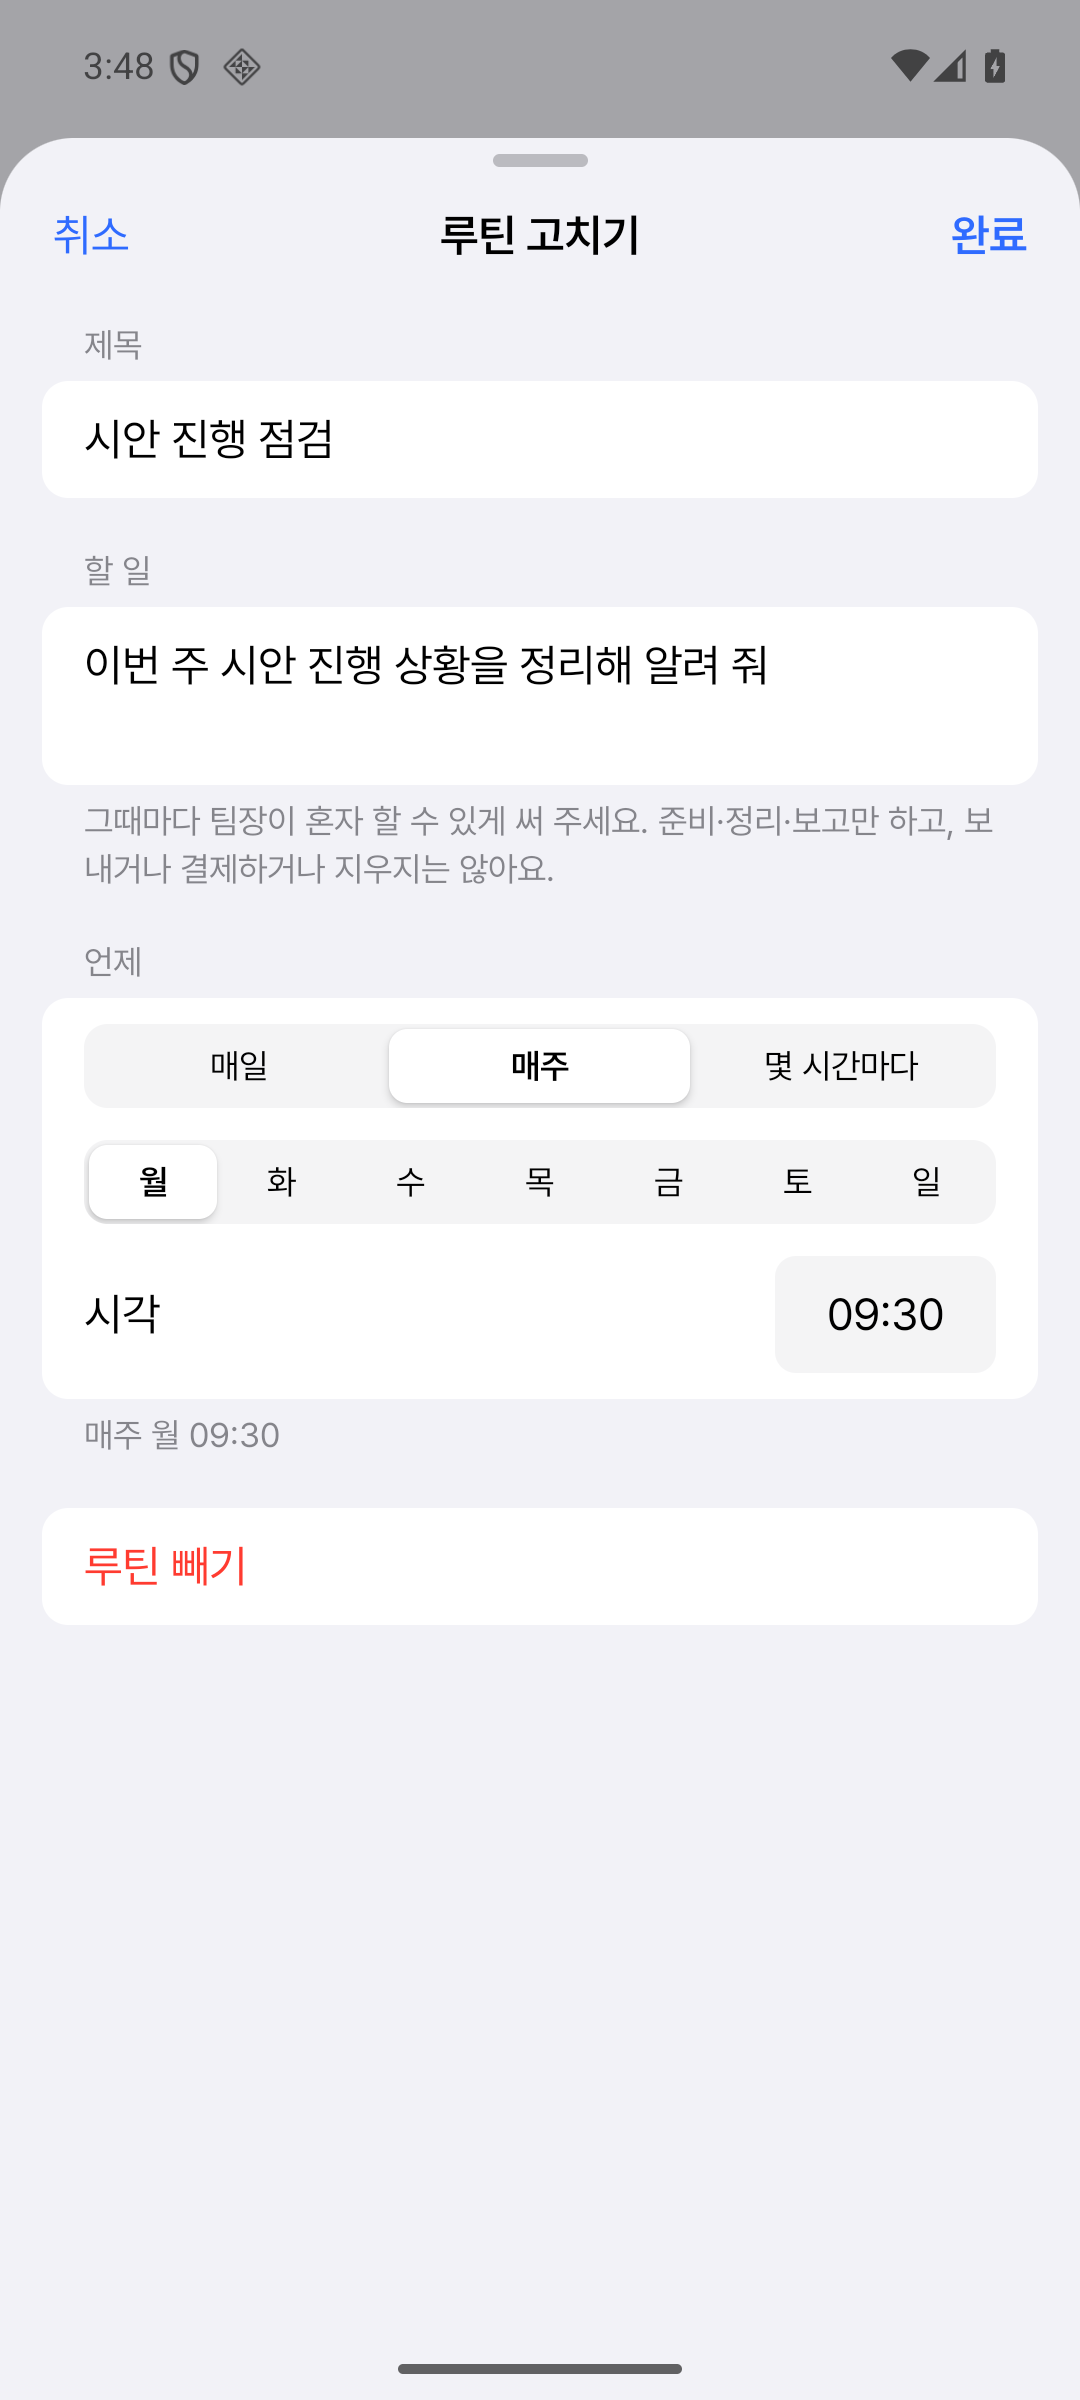 3:48
취소 루틴 고치기 완료
제목
시안 진행 점검
할 일
이번 주 시안 진행 상황을 정리해 알려 줘
그때마다 팀장이 혼자 할 수 있게 써 주세요. 준비·정리·보고만 하고, 보
내거나 결제하거나 지우지는 않아요.
언제
매일 매주 몇 시간마다
월 화 수 목 금 토 일
시각 09:30
매주 월 09:30
루틴 빼기